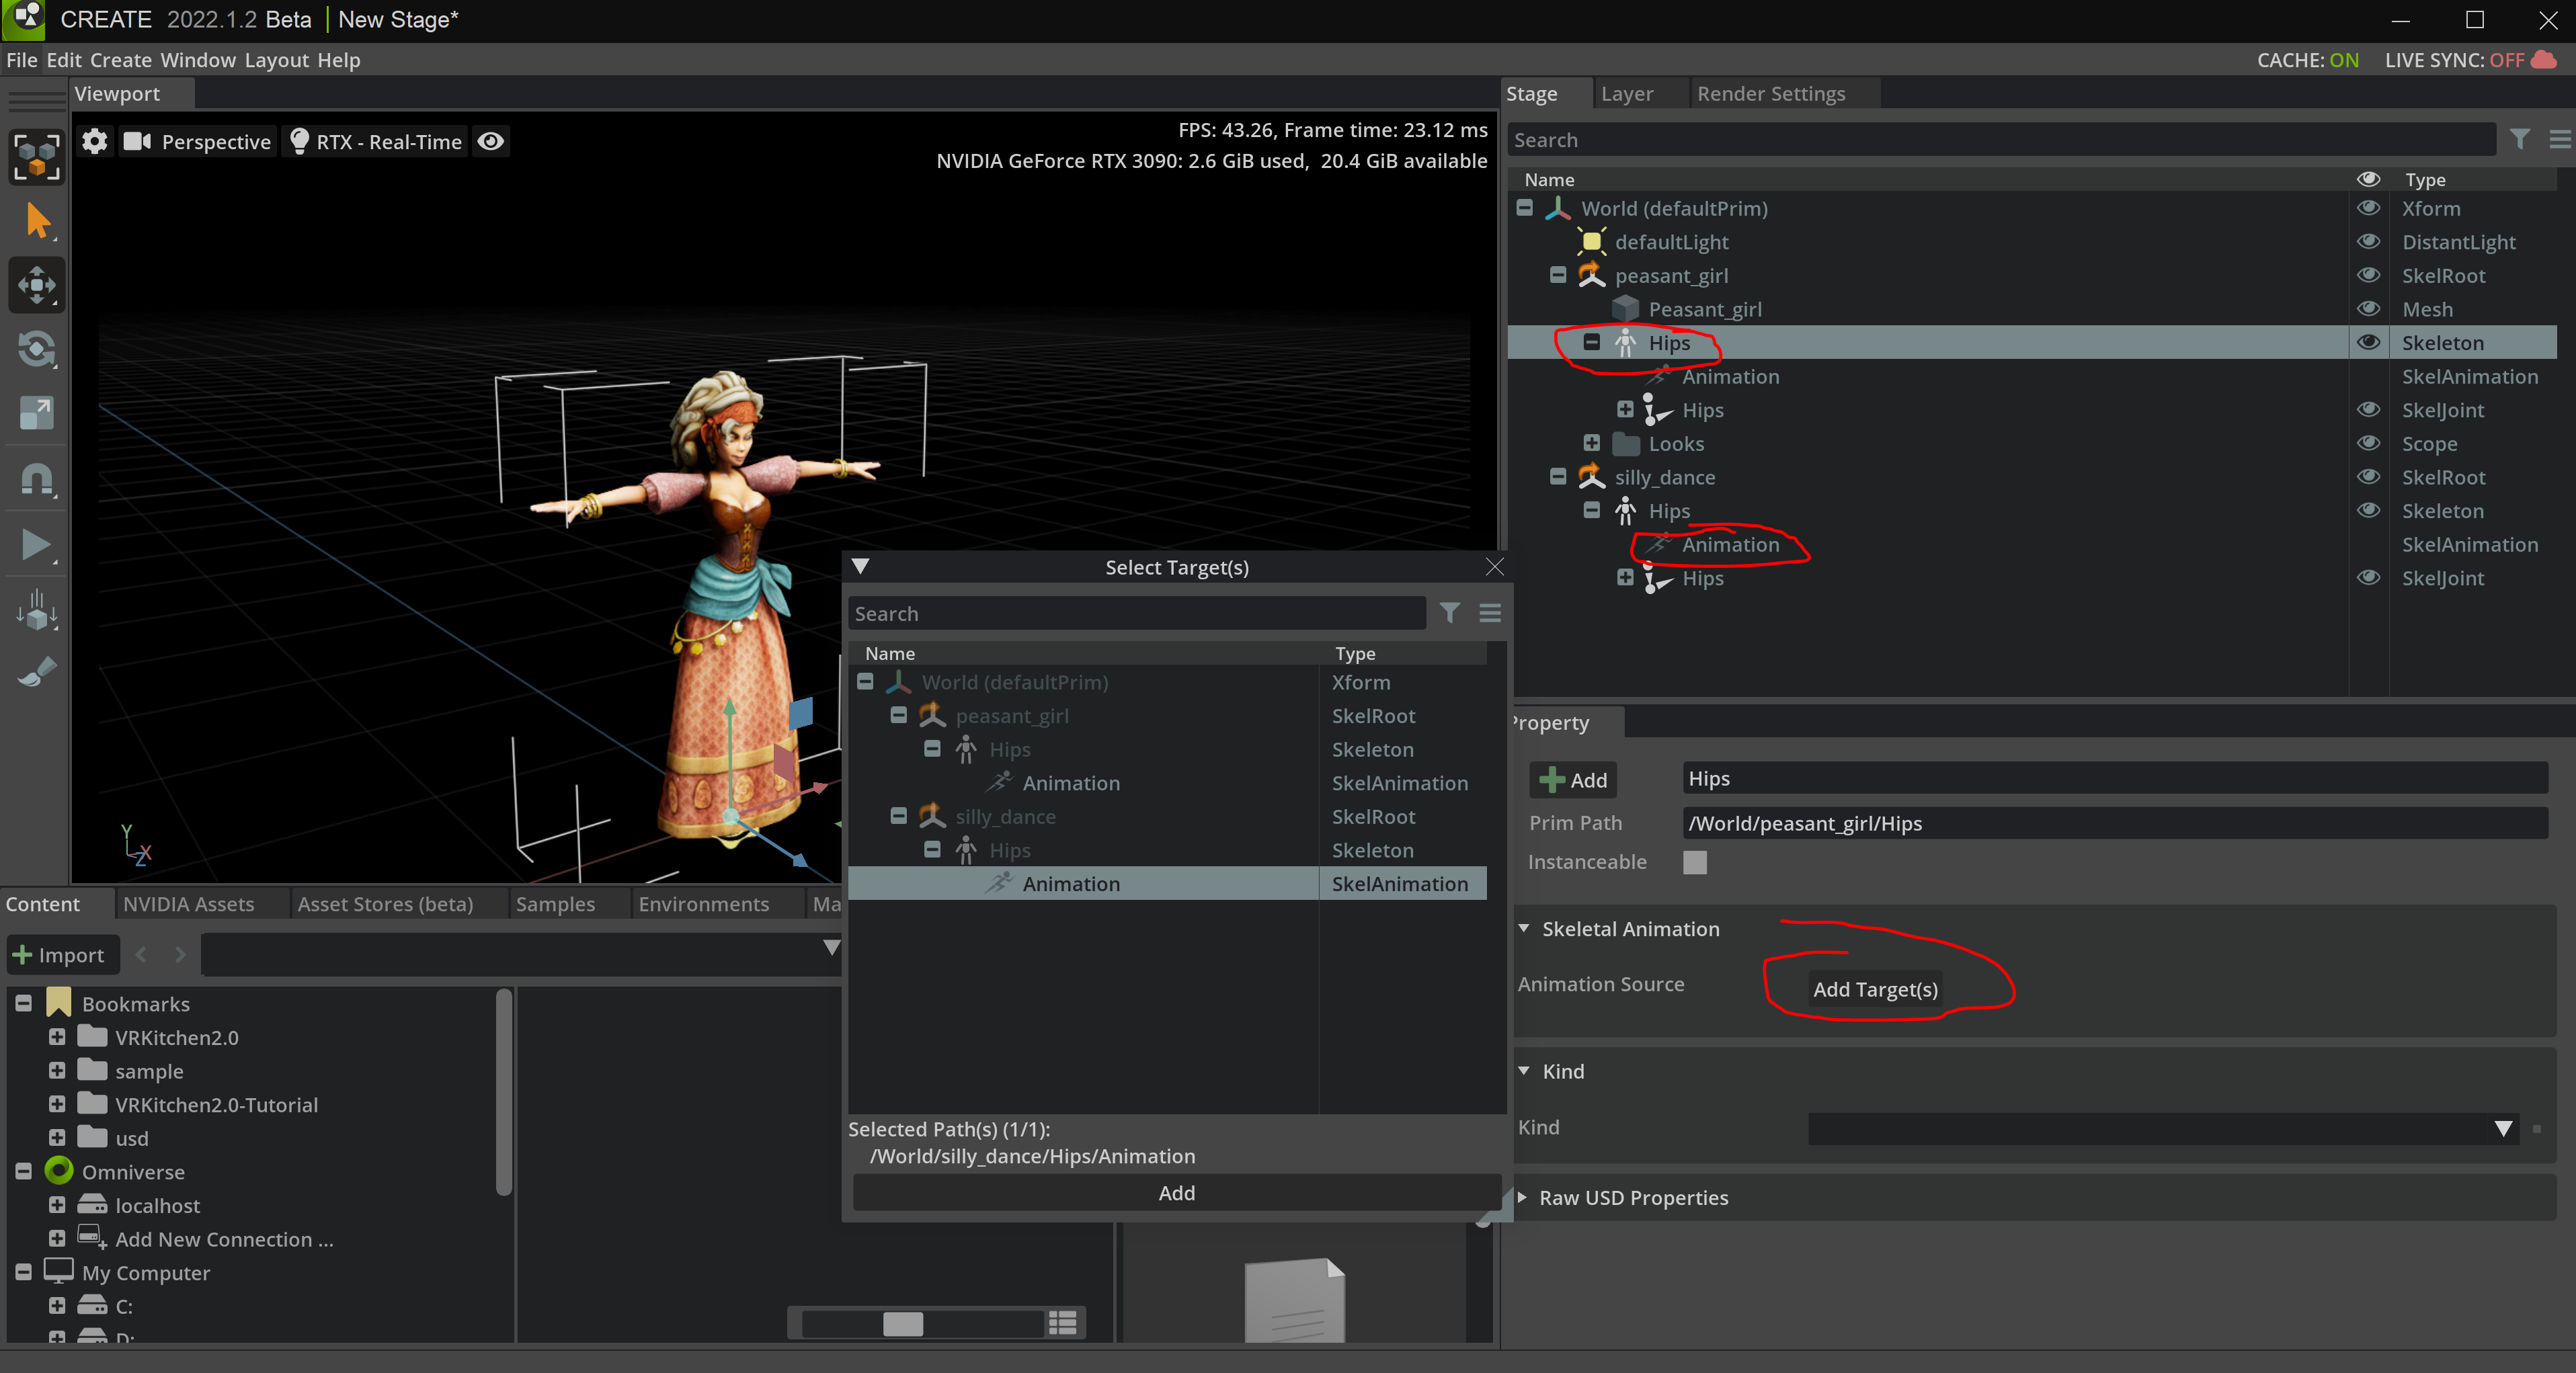 CREATE 2022.1.2 Beta | New Stage*
File Edit Create Window Layout Help
CACHE: ON LIVE SYNC: OFF
Viewport
Perspective RTX - Real-Time
FPS: 43.26, Frame time: 23.12 ms
NVIDIA GeForce RTX 3090: 2.6 GiB used, 20.4 GiB available
Y
X
Z
Stage Layer Render Settings
Search
Name Type
World (defaultPrim) Xform
defaultLight DistantLight
peasant_girl SkelRoot
Peasant_girl Mesh
Hips Skeleton
Animation SkelAnimation
Hips SkelJoint
Looks Scope
silly_dance SkelRoot
Hips Skeleton
Animation SkelAnimation
Hips SkelJoint
Select Target(s)
Search
Name Type
World (defaultPrim) Xform
peasant_girl SkelRoot
Hips Skeleton
Animation SkelAnimation
silly_dance SkelRoot
Hips Skeleton
Animation SkelAnimation
Selected Path(s) (1/1):
/World/silly_dance/Hips/Animation
Add
Property
Add Hips
Prim Path /World/peasant_girl/Hips
Instanceable
Skeletal Animation
Animation Source Add Target(s)
Kind
Kind
Raw USD Properties
Content NVIDIA Assets Asset Stores (beta) Samples Environments Ma
Import
Bookmarks
VRKitchen2.0
sample
VRKitchen2.0-Tutorial
usd
Omniverse
localhost
Add New Connection ...
My Computer
C:
D: